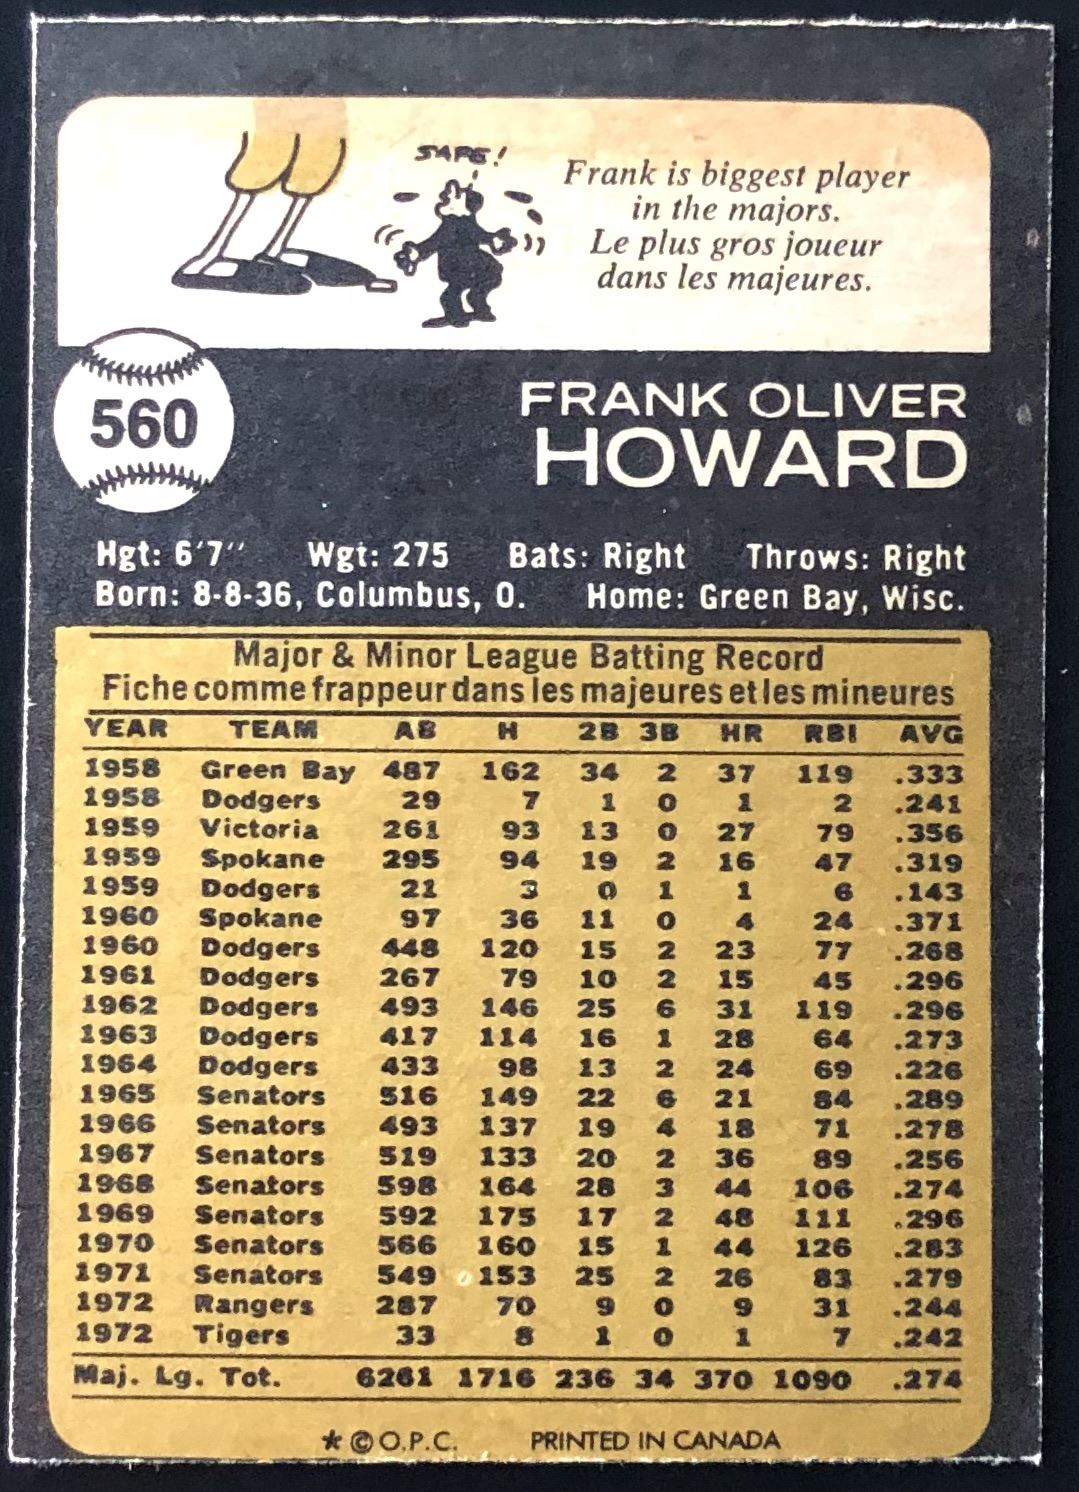 SAFE!
Frank is biggest player
in the majors.
Le plus gros joueur
dans les majeures.
560
FRANK OLIVER
HOWARD
Hgt: 6'7" Wgt: 275 Bats: Right Throws: Right
Born: 8-8-36, Columbus, O. Home: Green Bay, Wisc.
Major & Minor League Batting Record
Fiche comme frappeur dans les majeures et les mineures
YEAR TEAM AB H 2B 3B HR RBI AVG
1958 Green Bay 487 162 34 2 37 119 .333
1958 Dodgers 29 7 1 0 1 2 .241
1959 Victoria 261 93 13 0 27 79 .356
1959 Spokane 295 94 19 2 16 47 .319
1959 Dodgers 21 3 0 1 1 6 .143
1960 Spokane 97 36 11 0 4 24 .371
1960 Dodgers 448 120 15 2 23 77 .268
1961 Dodgers 267 79 10 2 15 45 .296
1962 Dodgers 493 146 25 6 31 119 .296
1963 Dodgers 417 114 16 1 28 64 .273
1964 Dodgers 433 98 13 2 24 69 .226
1965 Senators 516 149 22 6 21 84 .289
1966 Senators 493 137 19 4 18 71 .278
1967 Senators 519 133 20 2 36 89 .256
1968 Senators 598 164 28 3 44 106 .274
1969 Senators 592 175 17 2 48 111 .296
1970 Senators 566 160 15 1 44 126 .283
1971 Senators 549 153 25 2 26 83 .279
1972 Rangers 287 70 9 0 9 31 .244
1972 Tigers 33 8 1 0 1 7 .242
Maj. Lg. Tot. 6261 1716 236 34 370 1090 .274
* © O.P.C. PRINTED IN CANADA